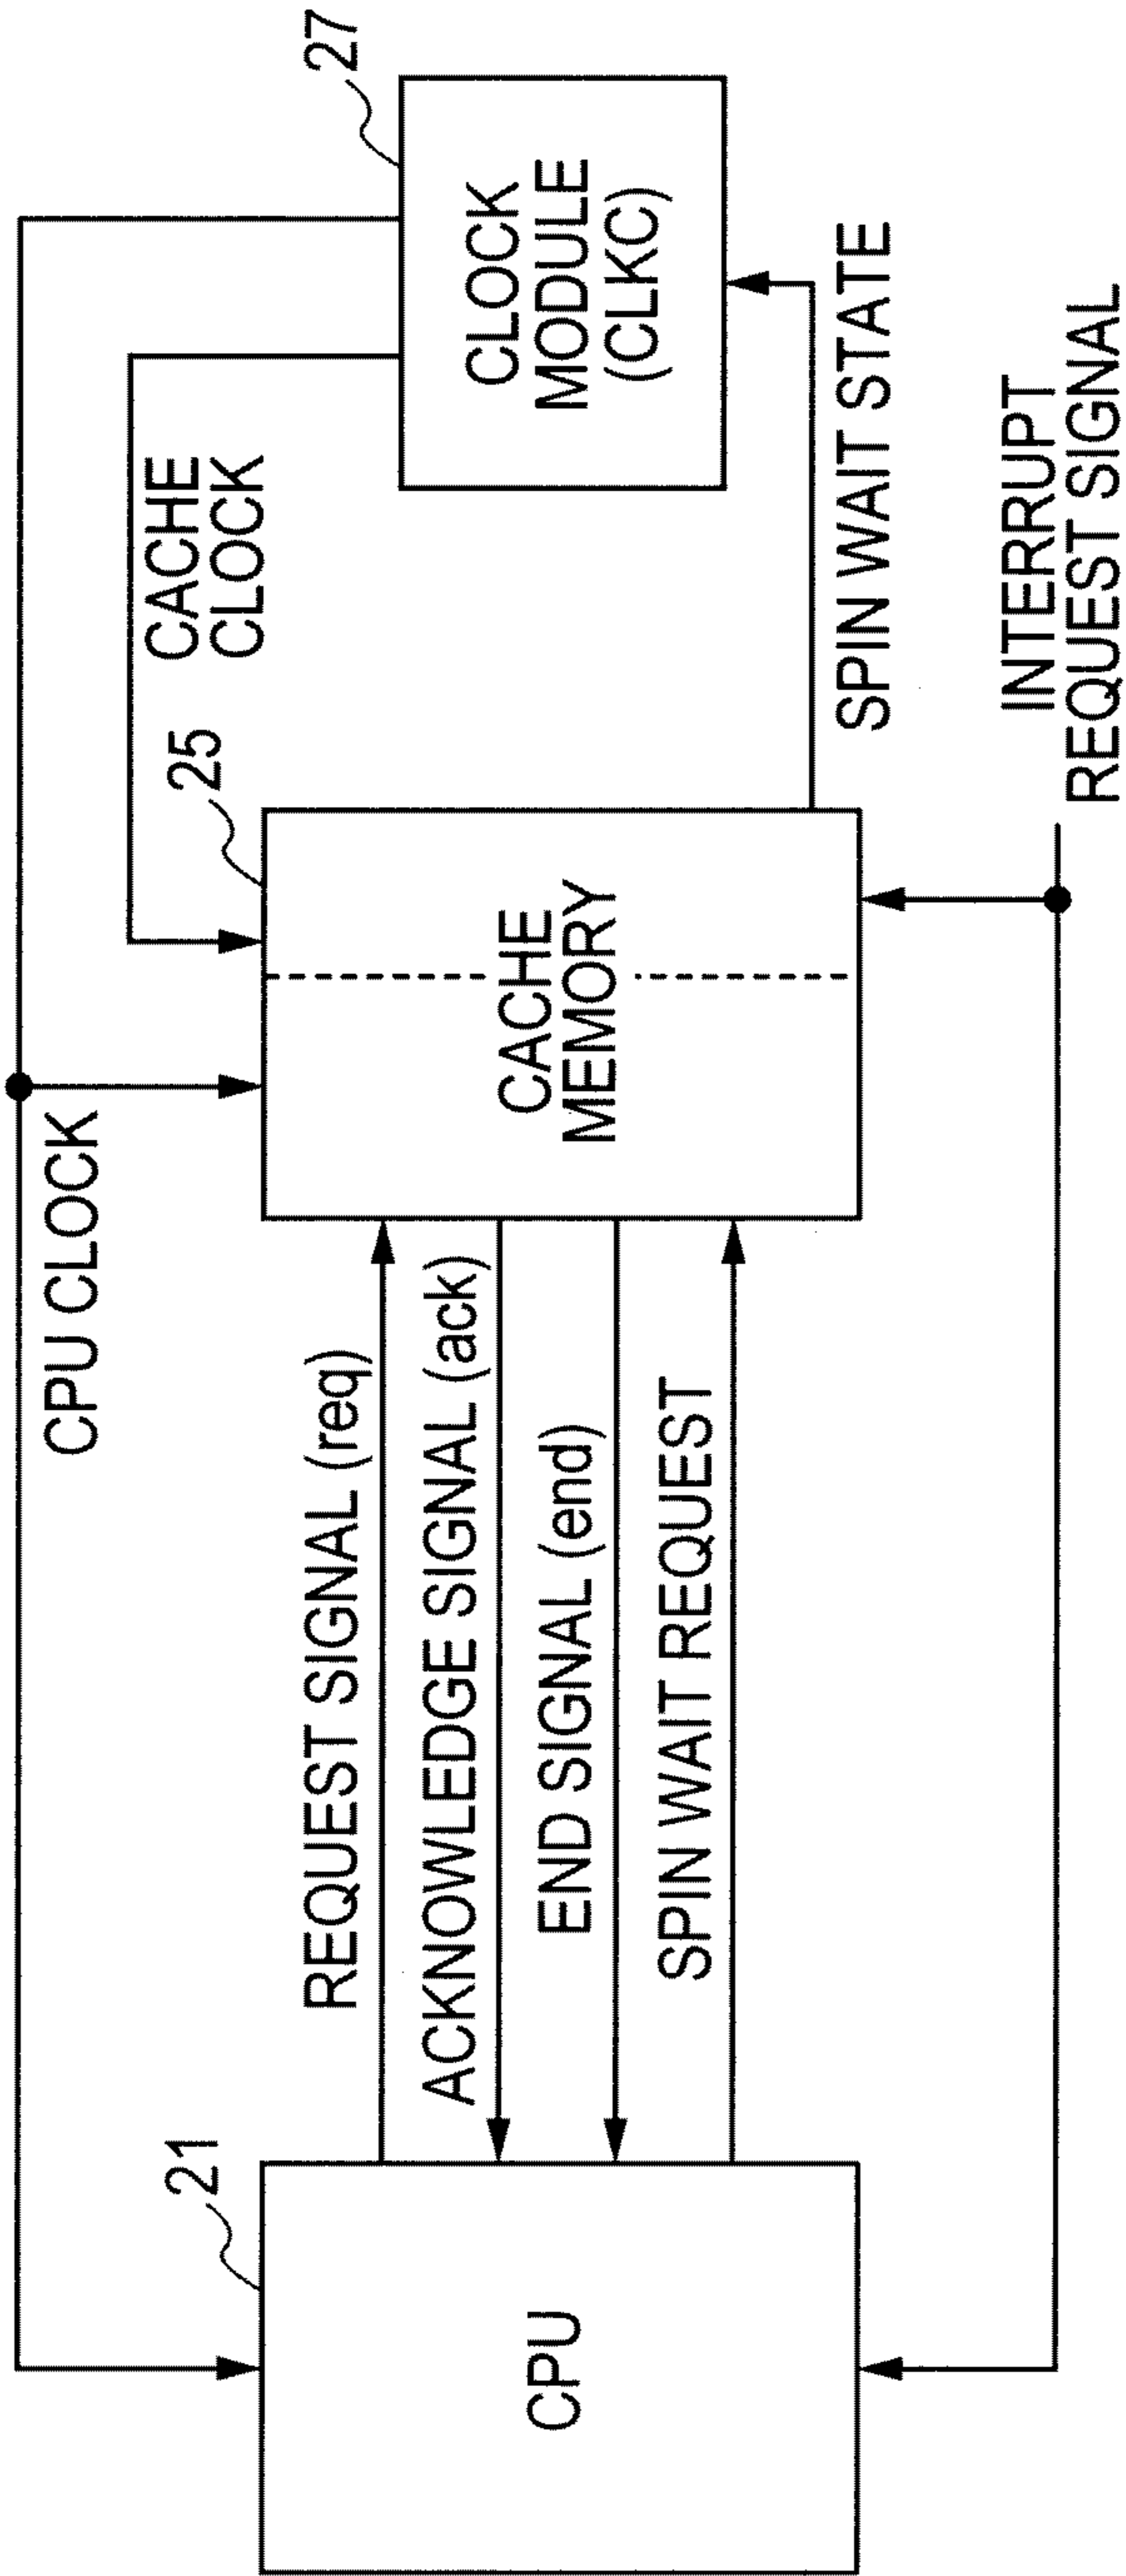 CPU CLOCK
CACHE
CLOCK
27
21
25
REQUEST SIGNAL (req)
ACKNOWLEDGE SIGNAL (ack)
END SIGNAL (end)
SPIN WAIT REQUEST
CPU
CACHE
MEMORY
CLOCK
MODULE
(CLKC)
SPIN WAIT STATE
INTERRUPT
REQUEST SIGNAL